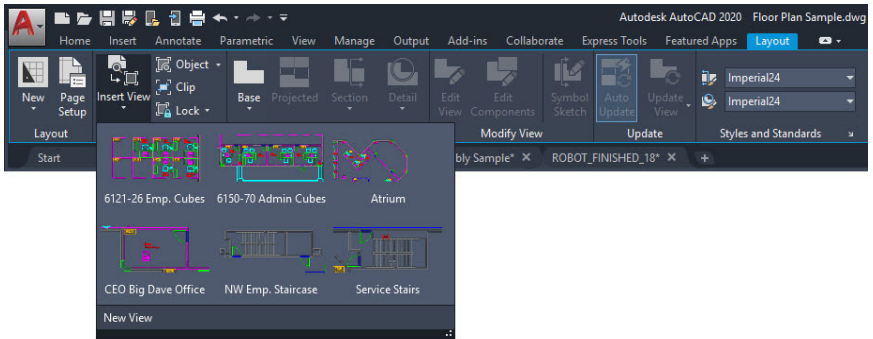 Autodesk AutoCAD 2020 Floor Plan Sample.dwg
Home Insert Annotate Parametric View Manage Output Add-ins Collaborate Express Tools Featured Apps Layout
New
Page
Setup
Insert View
Object
Clip
Lock
Base
Projected
Section
Detail
Edit
View
Edit
Components
Symbol
Sketch
Auto
Update
Update
View
Imperial24
Imperial24
Layout
Modify View
Update
Styles and Standards
Start
bly Sample*
ROBOT_FINISHED_18*
6121-26 Emp. Cubes
6150-70 Admin Cubes
Atrium
CEO Big Dave Office
NW Emp. Staircase
Service Stairs
New View